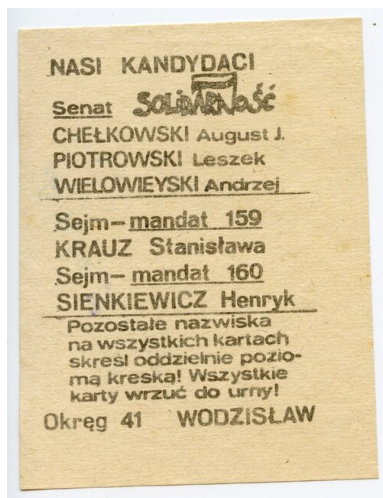 NASI KANDYDACI
Senat SOLIDARNOŚĆ
CHEŁKOWSKI August J.
PIOTROWSKI Leszek
WIELOWIEYSKI Andrzej
Sejm-mandat 159
KRAUZ Stanisława
Sejm-mandat 160
SIENKIEWICZ Henryk
Pozostałe nazwiska
na wszystkich kartach
skreśl oddzielnie pozio-
mą kreską! Wszystkie
karty wrzuć do urny!
Okręg 41 WODZISŁAW